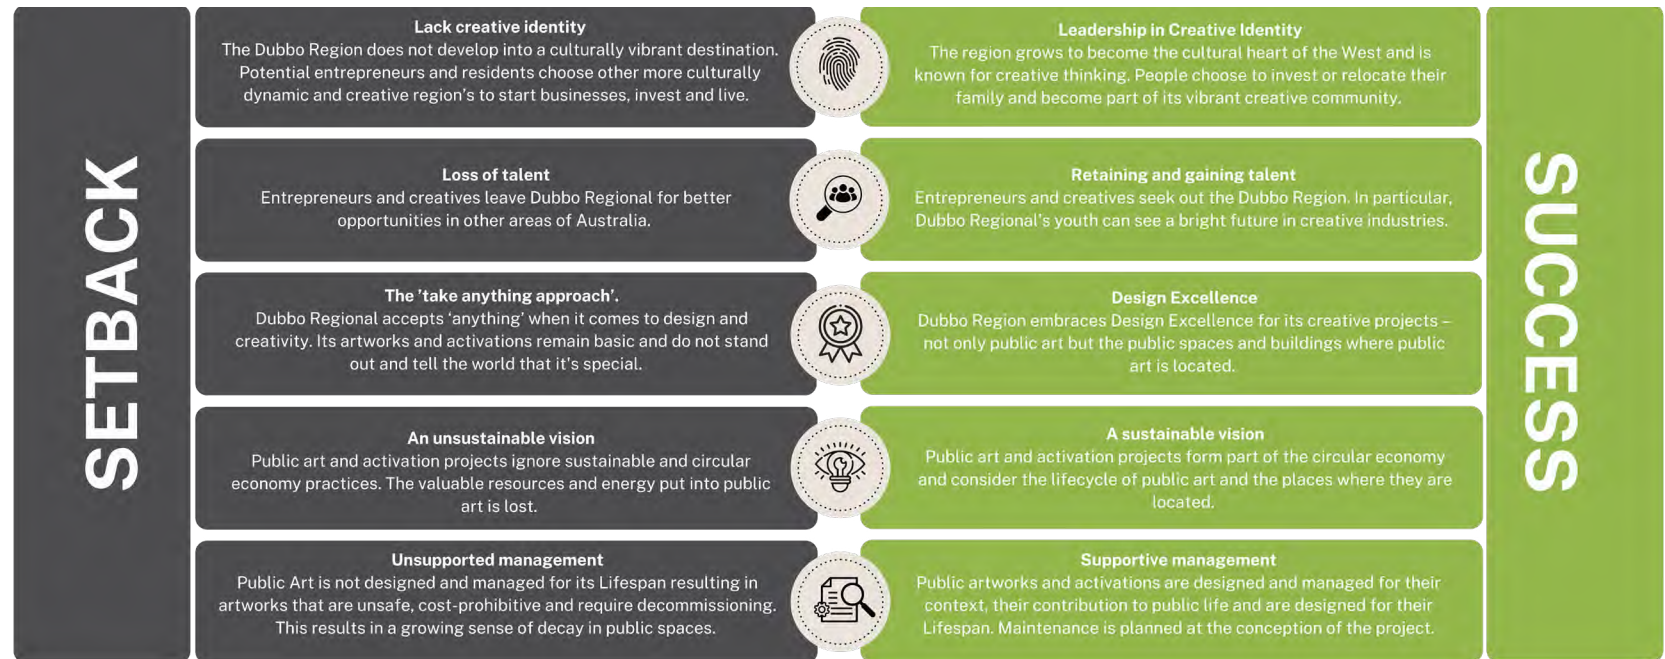 SETBACK
Lack creative identity
The Dubbo Region does not develop into a culturally vibrant destination.
Potential entrepreneurs and residents choose other more culturally
dynamic and creative region's to start businesses, invest and live.
Leadership in Creative Identity
The region grows to become the cultural heart of the West and is
known for creative thinking. People choose to invest or relocate their
family and become part of its vibrant creative community.
Loss of talent
Entrepreneurs and creatives leave Dubbo Regional for better
opportunities in other areas of Australia.
Retaining and gaining talent
Entrepreneurs and creatives seek out the Dubbo Region. In particular,
Dubbo Regional's youth can see a bright future in creative industries.
The 'take anything approach'.
Dubbo Regional accepts ‘anything’ when it comes to design and
creativity. Its artworks and activations remain basic and do not stand
out and tell the world that it's special.
Design Excellence
Dubbo Region embraces Design Excellence for its creative projects –
not only public art but the public spaces and buildings where public
art is located.
An unsustainable vision
Public art and activation projects ignore sustainable and circular
economy practices. The valuable resources and energy put into public
art is lost.
A sustainable vision
Public art and activation projects form part of the circular economy
and consider the lifecycle of public art and the places where they are
located.
Unsupported management
Public Art is not designed and managed for its Lifespan resulting in
artworks that are unsafe, cost-prohibitive and require decommissioning.
This results in a growing sense of decay in public spaces.
Supportive management
Public artworks and activations are designed and managed for their
context, their contribution to public life and are designed for their
Lifespan. Maintenance is planned at the conception of the project.
SUCCESS